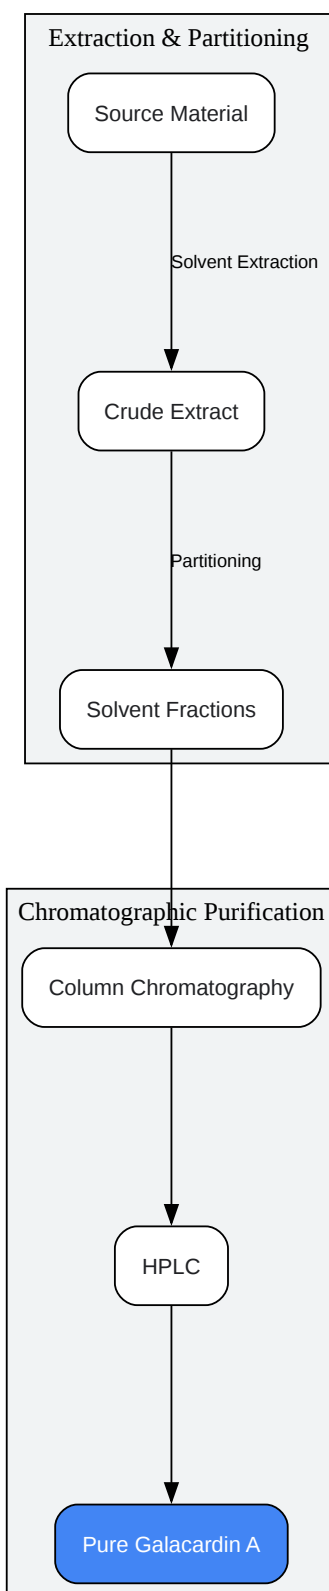 Extraction & Partitioning
Source Material
Solvent Extraction
Crude Extract
Partitioning
Solvent Fractions
Chromatographic Purification
Column Chromatography
HPLC
Pure Galacardin A